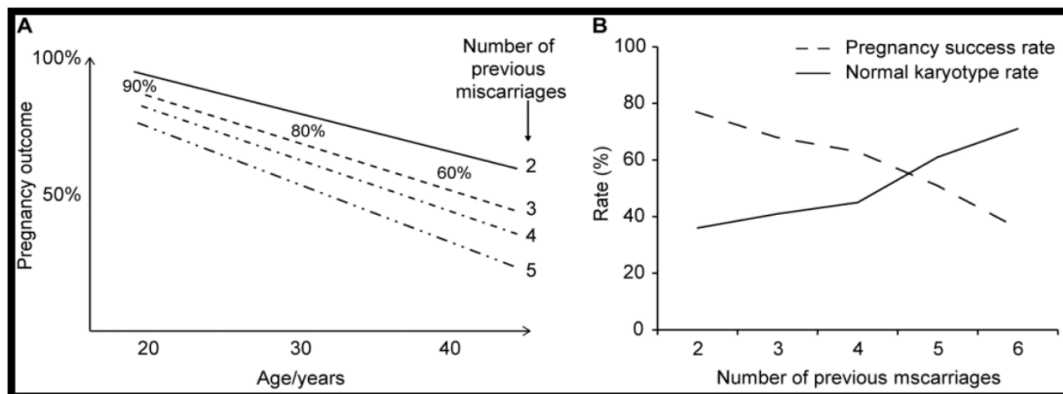 A
Number of
previous
miscarriages
100%
90%
80%
60%
50%
2
3
4
5
Pregnancy outcome
20 30 40
Age/years
B
Pregnancy success rate
Normal karyotype rate
100
80
60
40
20
0
Rate (%)
2 3 4 5 6
Number of previous mscarriages